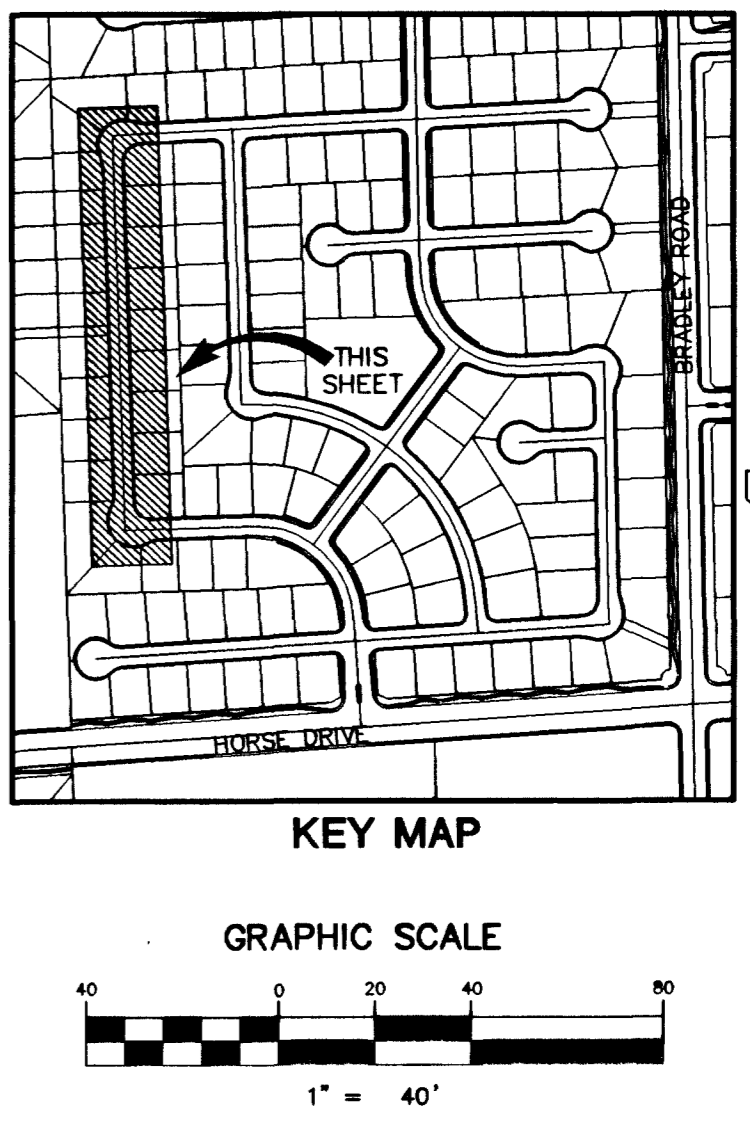 BRADLEY ROAD
THIS
SHEET
HORSE DRIVE
KEY MAP
GRAPHIC SCALE
40 0 20 40 80
1" = 40'